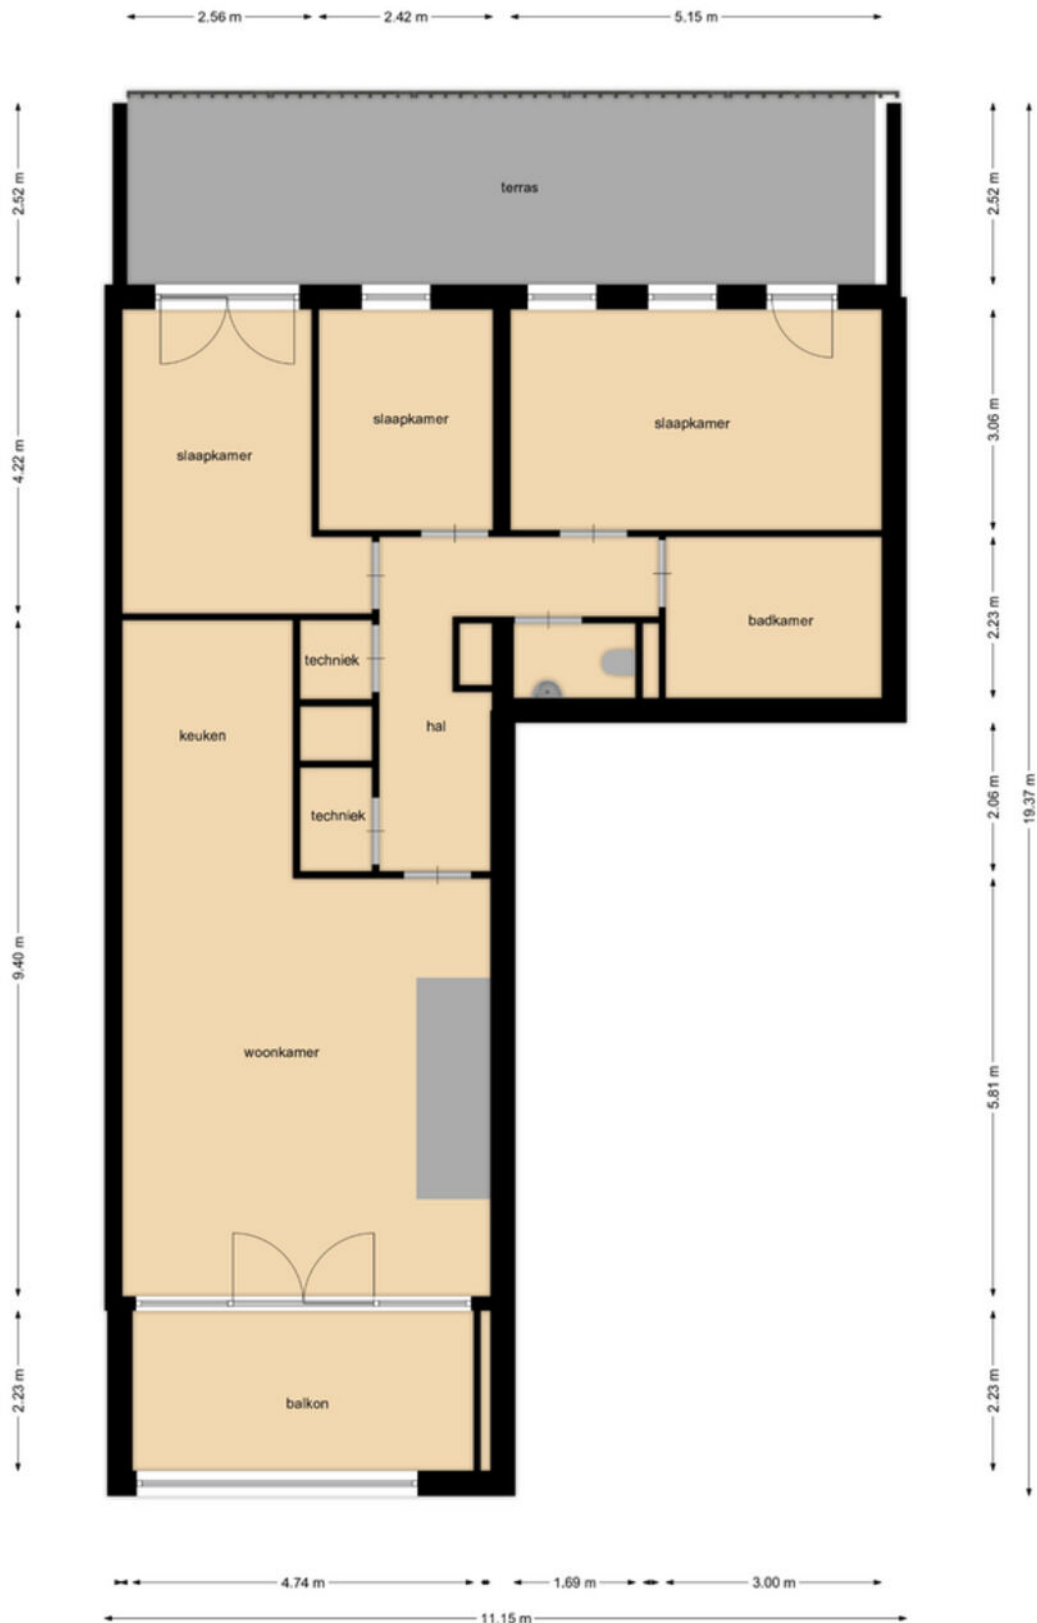 2.56 m 2.42 m 5.15 m
terras
2.52 m
2.52 m
slaapkamer
slaapkamer
slaapkamer
4.22 m
3.06 m
techniek
badkamer
2.23 m
keuken
hal
techniek
2.06 m
19.37 m
9.40 m
woonkamer
5.81 m
balkon
2.23 m
2.23 m
4.74 m 1.69 m 3.00 m
11.15 m